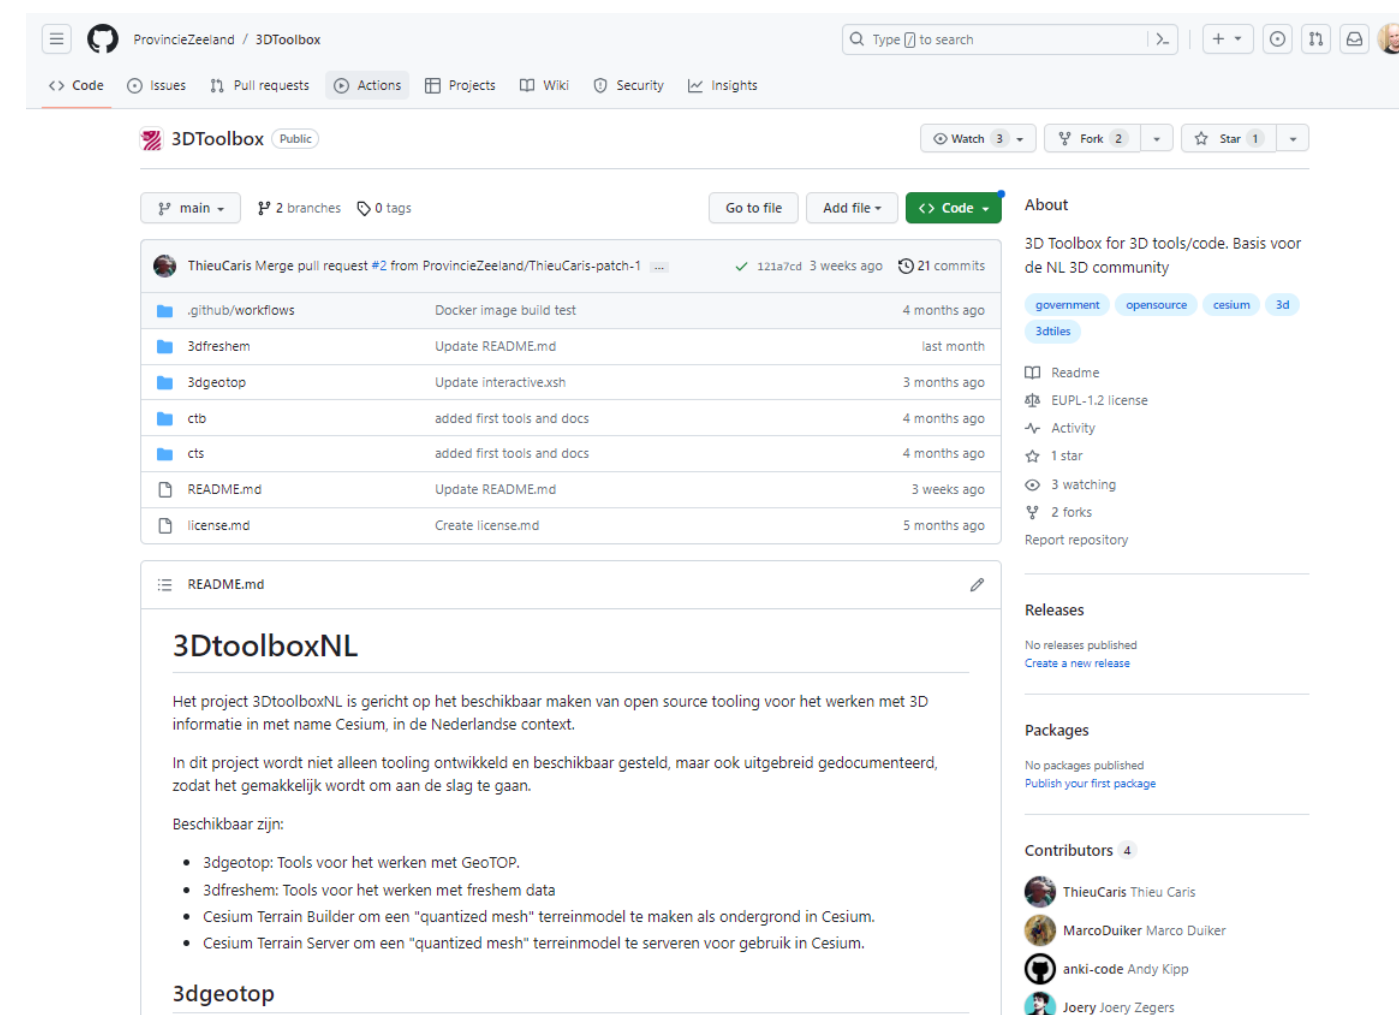 ProvincieZeeland / 3DToolbox
Type / to search
Code Issues Pull requests Actions Projects Wiki Security Insights
3DToolbox Public
Watch 3 Fork 2 Star 1
main 2 branches 0 tags Go to file Add file Code
ThieuCaris Merge pull request #2 from ProvincieZeeland/ThieuCaris-patch-1 ... 121a7cd 3 weeks ago 21 commits
.github/workflows Docker image build test 4 months ago
3dfreshem Update README.md last month
3dgeotop Update interactive.xsh 3 months ago
ctb added first tools and docs 4 months ago
cts added first tools and docs 4 months ago
README.md Update README.md 3 weeks ago
license.md Create license.md 5 months ago
README.md
3DtoolboxNL
Het project 3DtoolboxNL is gericht op het beschikbaar maken van open source tooling voor het werken met 3D
informatie in met name Cesium, in de Nederlandse context.
In dit project wordt niet alleen tooling ontwikkeld en beschikbaar gesteld, maar ook uitgebreid gedocumenteerd,
zodat het gemakkelijk wordt om aan de slag te gaan.
Beschikbaar zijn:
3dgeotop: Tools voor het werken met GeoTOP.
3dfreshem: Tools voor het werken met freshem data
Cesium Terrain Builder om een "quantized mesh" terreinmodel te maken als ondergrond in Cesium.
Cesium Terrain Server om een "quantized mesh" terreinmodel te serveren voor gebruik in Cesium.
3dgeotop
About
3D Toolbox for 3D tools/code. Basis voor
de NL 3D community
government opensource cesium 3d
3dtiles
Readme
EUPL-1.2 license
Activity
1 star
3 watching
2 forks
Report repository
Releases
No releases published
Create a new release
Packages
No packages published
Publish your first package
Contributors 4
ThieuCaris Thieu Caris
MarcoDuiker Marco Duiker
anki-code Andy Kipp
Joery Joery Zegers